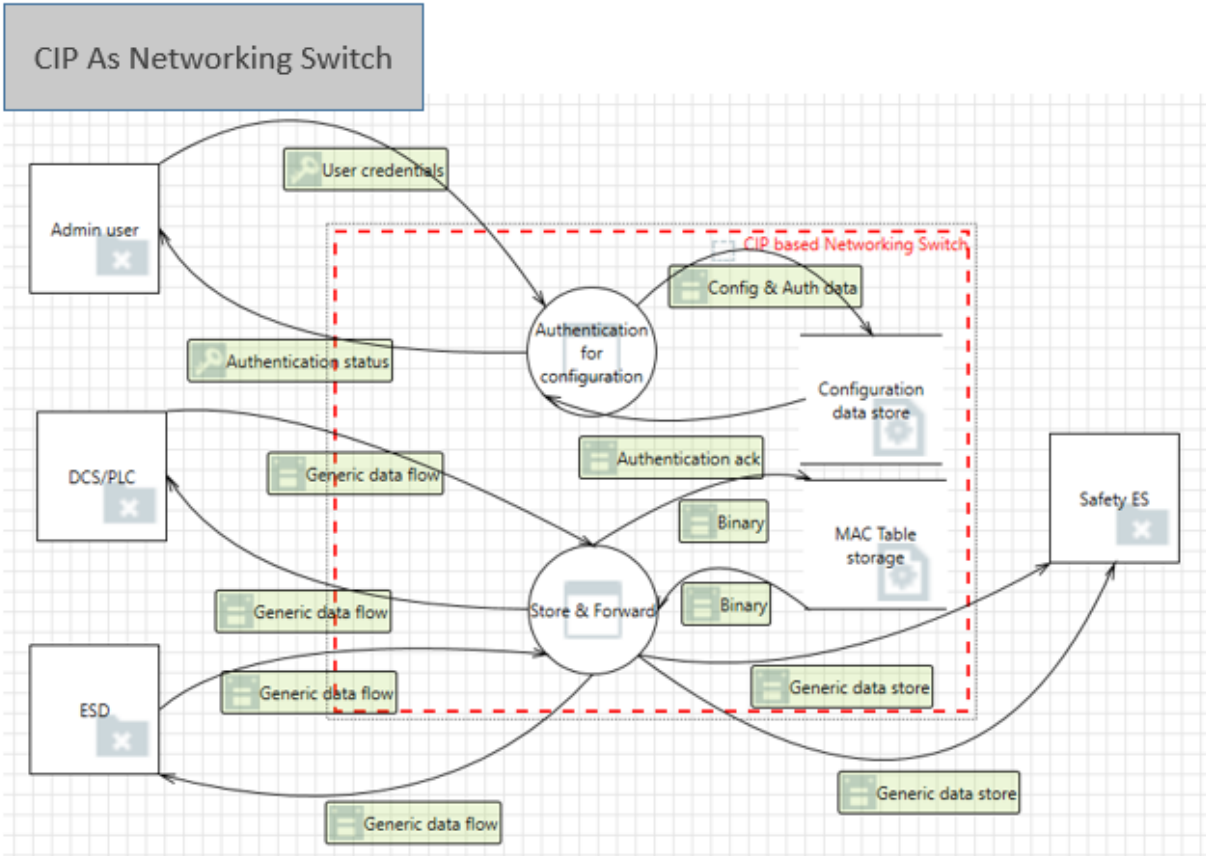 CIP As Networking Switch
User credentials
Admin user
CIP based Networking Switch
Config & Auth data
Authentication
for
configuration
Authentication status
Configuration
data store
Authentication ack
Generic data flow
DCS/PLC
Safety ES
Binary
MAC Table
storage
Binary
Generic data flow
Store & Forward
Generic data flow
Generic data store
ESD
Generic data store
Generic data flow